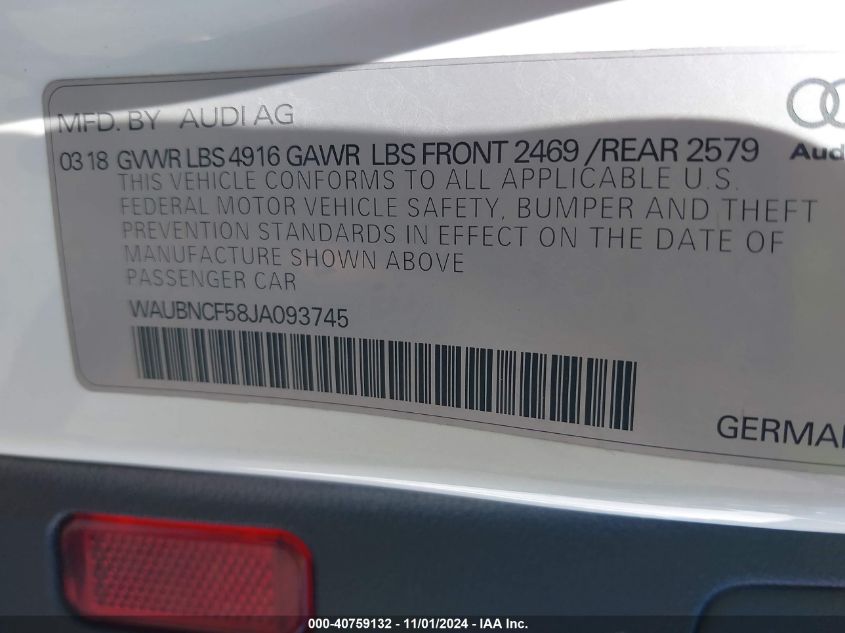 MFD. BY AUDI AG
03 18 GVWR LBS 4916 GAWR LBS FRONT 2469 /REAR 2579
THIS VEHICLE CONFORMS TO ALL APPLICABLE U.S.
FEDERAL MOTOR VEHICLE SAFETY, BUMPER AND THEFT
PREVENTION STANDARDS IN EFFECT ON THE DATE OF
MANUFACTURE SHOWN ABOVE
PASSENGER CAR
WAUBNCF58JA093745
Aud
GERMA
000-40759132 - 11/01/2024 - IAA Inc.